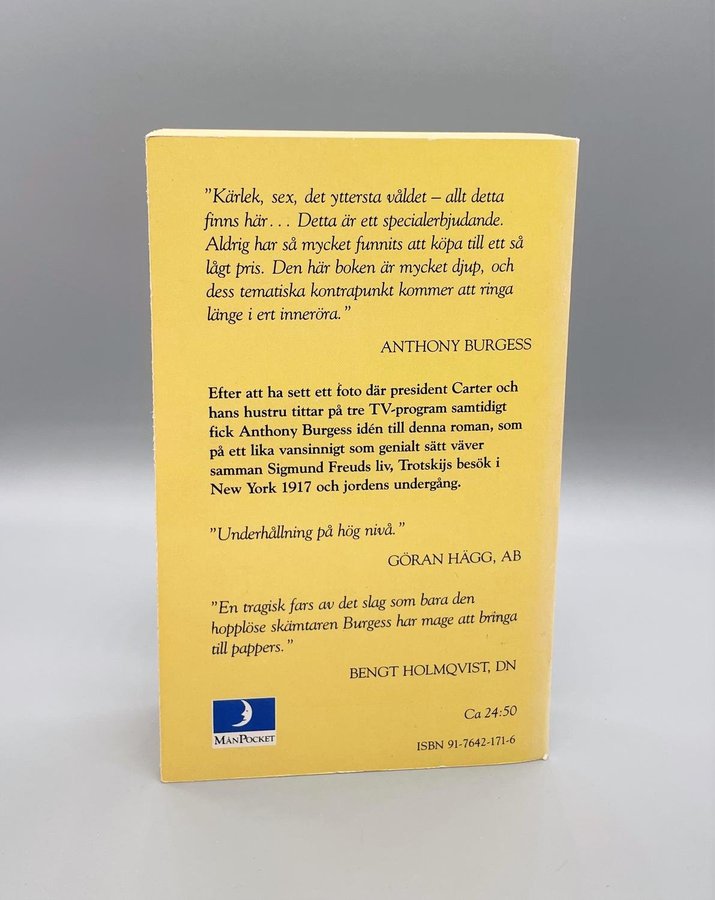 ”Kärlek, sex, det yttersta våldet – allt detta
finns här... Detta är ett specialerbjudande.
Aldrig har så mycket funnits att köpa till ett så
lågt pris. Den här boken är mycket djup, och
dess tematiska kontrapunkt kommer att ringa
länge i ert inneröra.”
ANTHONY BURGESS
Efter att ha sett ett foto där president Carter och
hans hustru tittar på tre TV-program samtidigt
fick Anthony Burgess idén till denna roman, som
på ett lika vansinnigt som genialt sätt väver
samman Sigmund Freuds liv, Trotskijs besök i
New York 1917 och jordens undergång.
”Underhållning på hög nivå.”
GÖRAN HÄGG, AB
”En tragisk fars av det slag som bara den
hopplöse skämtaren Burgess har mage att bringa
till pappers.”
BENGT HOLMQVIST, DN
Ca 24:50
MÅNPOCKET
ISBN 91-7642-171-6